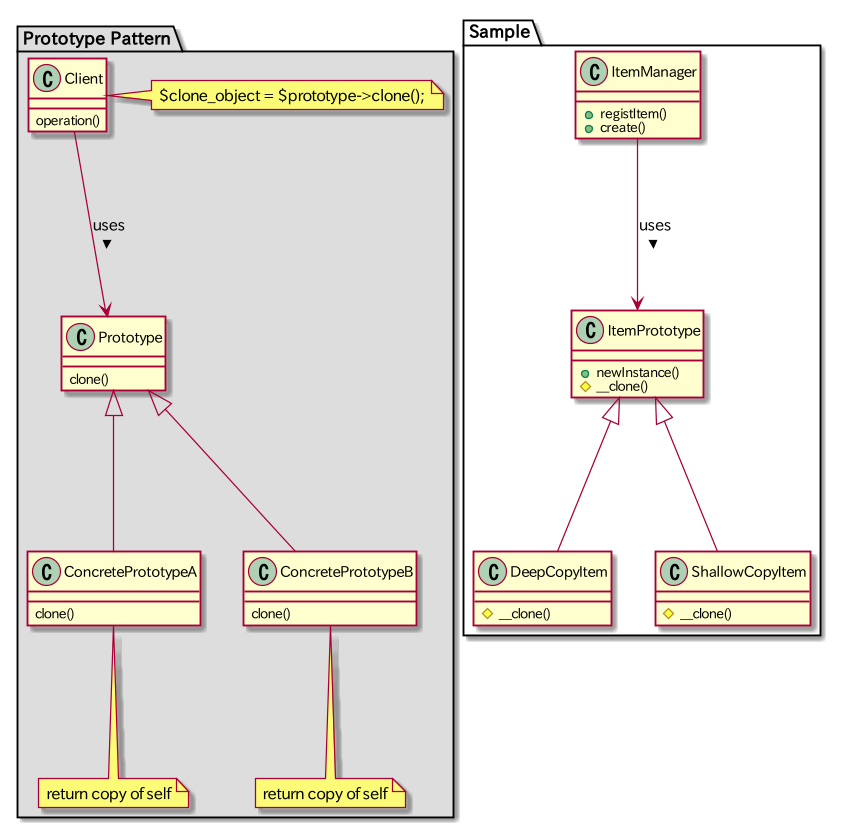 Prototype Pattern
C Client
operation()
$clone_object = $prototype->clone();
uses
▼
C Prototype
clone()
C ConcretePrototypeA
clone()
C ConcretePrototypeB
clone()
return copy of self
return copy of self
Sample
C ItemManager
registItem()
create()
uses
▼
C ItemPrototype
newInstance()
__clone()
C DeepCopyItem
__clone()
C ShallowCopyItem
__clone()